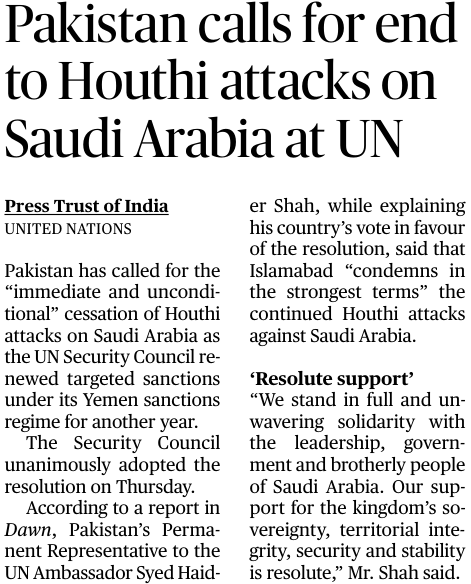 Pakistan calls for end
to Houthi attacks on
Saudi Arabia at UN
Press Trust of India
UNITED NATIONS
Pakistan has called for the
“immediate and uncondi-
tional” cessation of Houthi
attacks on Saudi Arabia as
the UN Security Council re-
newed targeted sanctions
under its Yemen sanctions
regime for another year.
The Security Council
unanimously adopted the
resolution on Thursday.
According to a report in
Dawn, Pakistan’s Perma-
nent Representative to the
UN Ambassador Syed Haid-
er Shah, while explaining
his country’s vote in favour
of the resolution, said that
Islamabad “condemns in
the strongest terms” the
continued Houthi attacks
against Saudi Arabia.
‘Resolute support’
“We stand in full and un-
wavering solidarity with
the leadership, govern-
ment and brotherly people
of Saudi Arabia. Our sup-
port for the kingdom’s so-
vereignty, territorial inte-
grity, security and stability
is resolute,” Mr. Shah said.